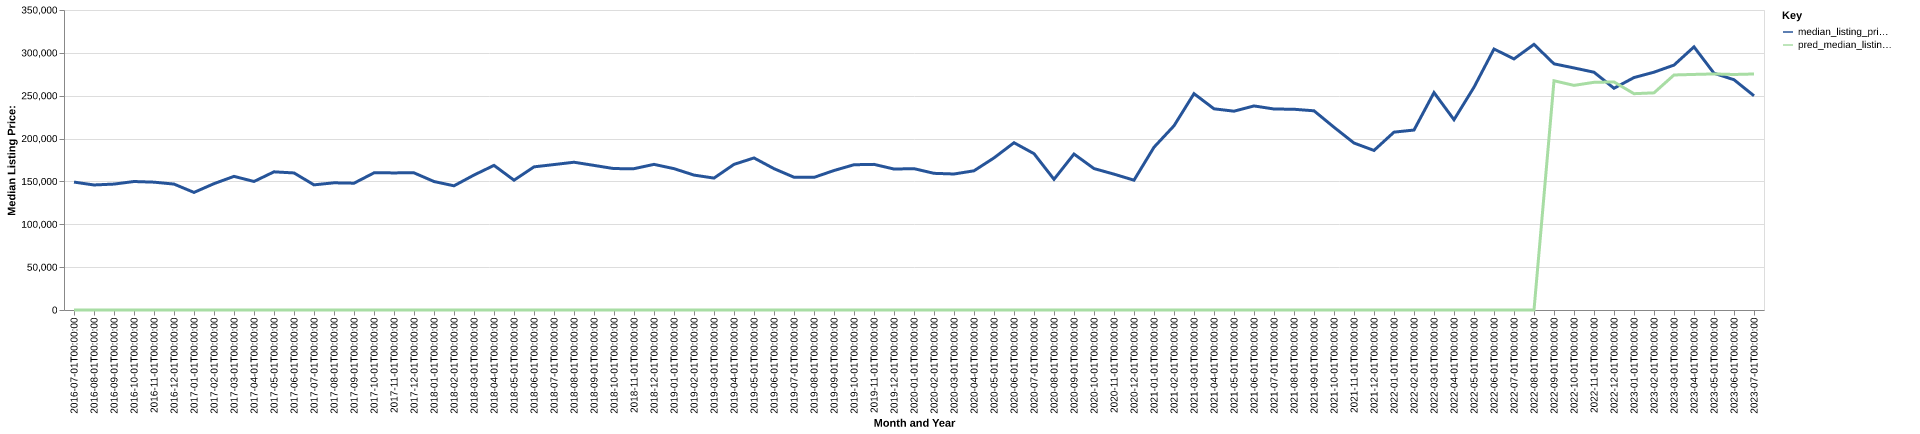 350,000
300,000
250,000
200,000
150,000
100,000
50,000
0
Median Listing Price:
2016-07-01T00:00:00
2016-08-01T00:00:00
2016-09-01T00:00:00
2016-10-01T00:00:00
2016-11-01T00:00:00
2016-12-01T00:00:00
2017-01-01T00:00:00
2017-02-01T00:00:00
2017-03-01T00:00:00
2017-04-01T00:00:00
2017-05-01T00:00:00
2017-06-01T00:00:00
2017-07-01T00:00:00
2017-08-01T00:00:00
2017-09-01T00:00:00
2017-10-01T00:00:00
2017-11-01T00:00:00
2017-12-01T00:00:00
2018-01-01T00:00:00
2018-02-01T00:00:00
2018-03-01T00:00:00
2018-04-01T00:00:00
2018-05-01T00:00:00
2018-06-01T00:00:00
2018-07-01T00:00:00
2018-08-01T00:00:00
2018-09-01T00:00:00
2018-10-01T00:00:00
2018-11-01T00:00:00
2018-12-01T00:00:00
2019-01-01T00:00:00
2019-02-01T00:00:00
2019-03-01T00:00:00
2019-04-01T00:00:00
2019-05-01T00:00:00
2019-06-01T00:00:00
2019-07-01T00:00:00
2019-08-01T00:00:00
2019-09-01T00:00:00
2019-10-01T00:00:00
2019-11-01T00:00:00
2019-12-01T00:00:00
2020-01-01T00:00:00
2020-02-01T00:00:00
2020-03-01T00:00:00
2020-04-01T00:00:00
2020-05-01T00:00:00
2020-06-01T00:00:00
2020-07-01T00:00:00
2020-08-01T00:00:00
2020-09-01T00:00:00
2020-10-01T00:00:00
2020-11-01T00:00:00
2020-12-01T00:00:00
2021-01-01T00:00:00
2021-02-01T00:00:00
2021-03-01T00:00:00
2021-04-01T00:00:00
2021-05-01T00:00:00
2021-06-01T00:00:00
2021-07-01T00:00:00
2021-08-01T00:00:00
2021-09-01T00:00:00
2021-10-01T00:00:00
2021-11-01T00:00:00
2021-12-01T00:00:00
2022-01-01T00:00:00
2022-02-01T00:00:00
2022-03-01T00:00:00
2022-04-01T00:00:00
2022-05-01T00:00:00
2022-06-01T00:00:00
2022-07-01T00:00:00
2022-08-01T00:00:00
2022-09-01T00:00:00
2022-10-01T00:00:00
2022-11-01T00:00:00
2022-12-01T00:00:00
2023-01-01T00:00:00
2023-02-01T00:00:00
2023-03-01T00:00:00
2023-04-01T00:00:00
2023-05-01T00:00:00
2023-06-01T00:00:00
2023-07-01T00:00:00
Month and Year
Key
median_listing_pri…
pred_median_listin…